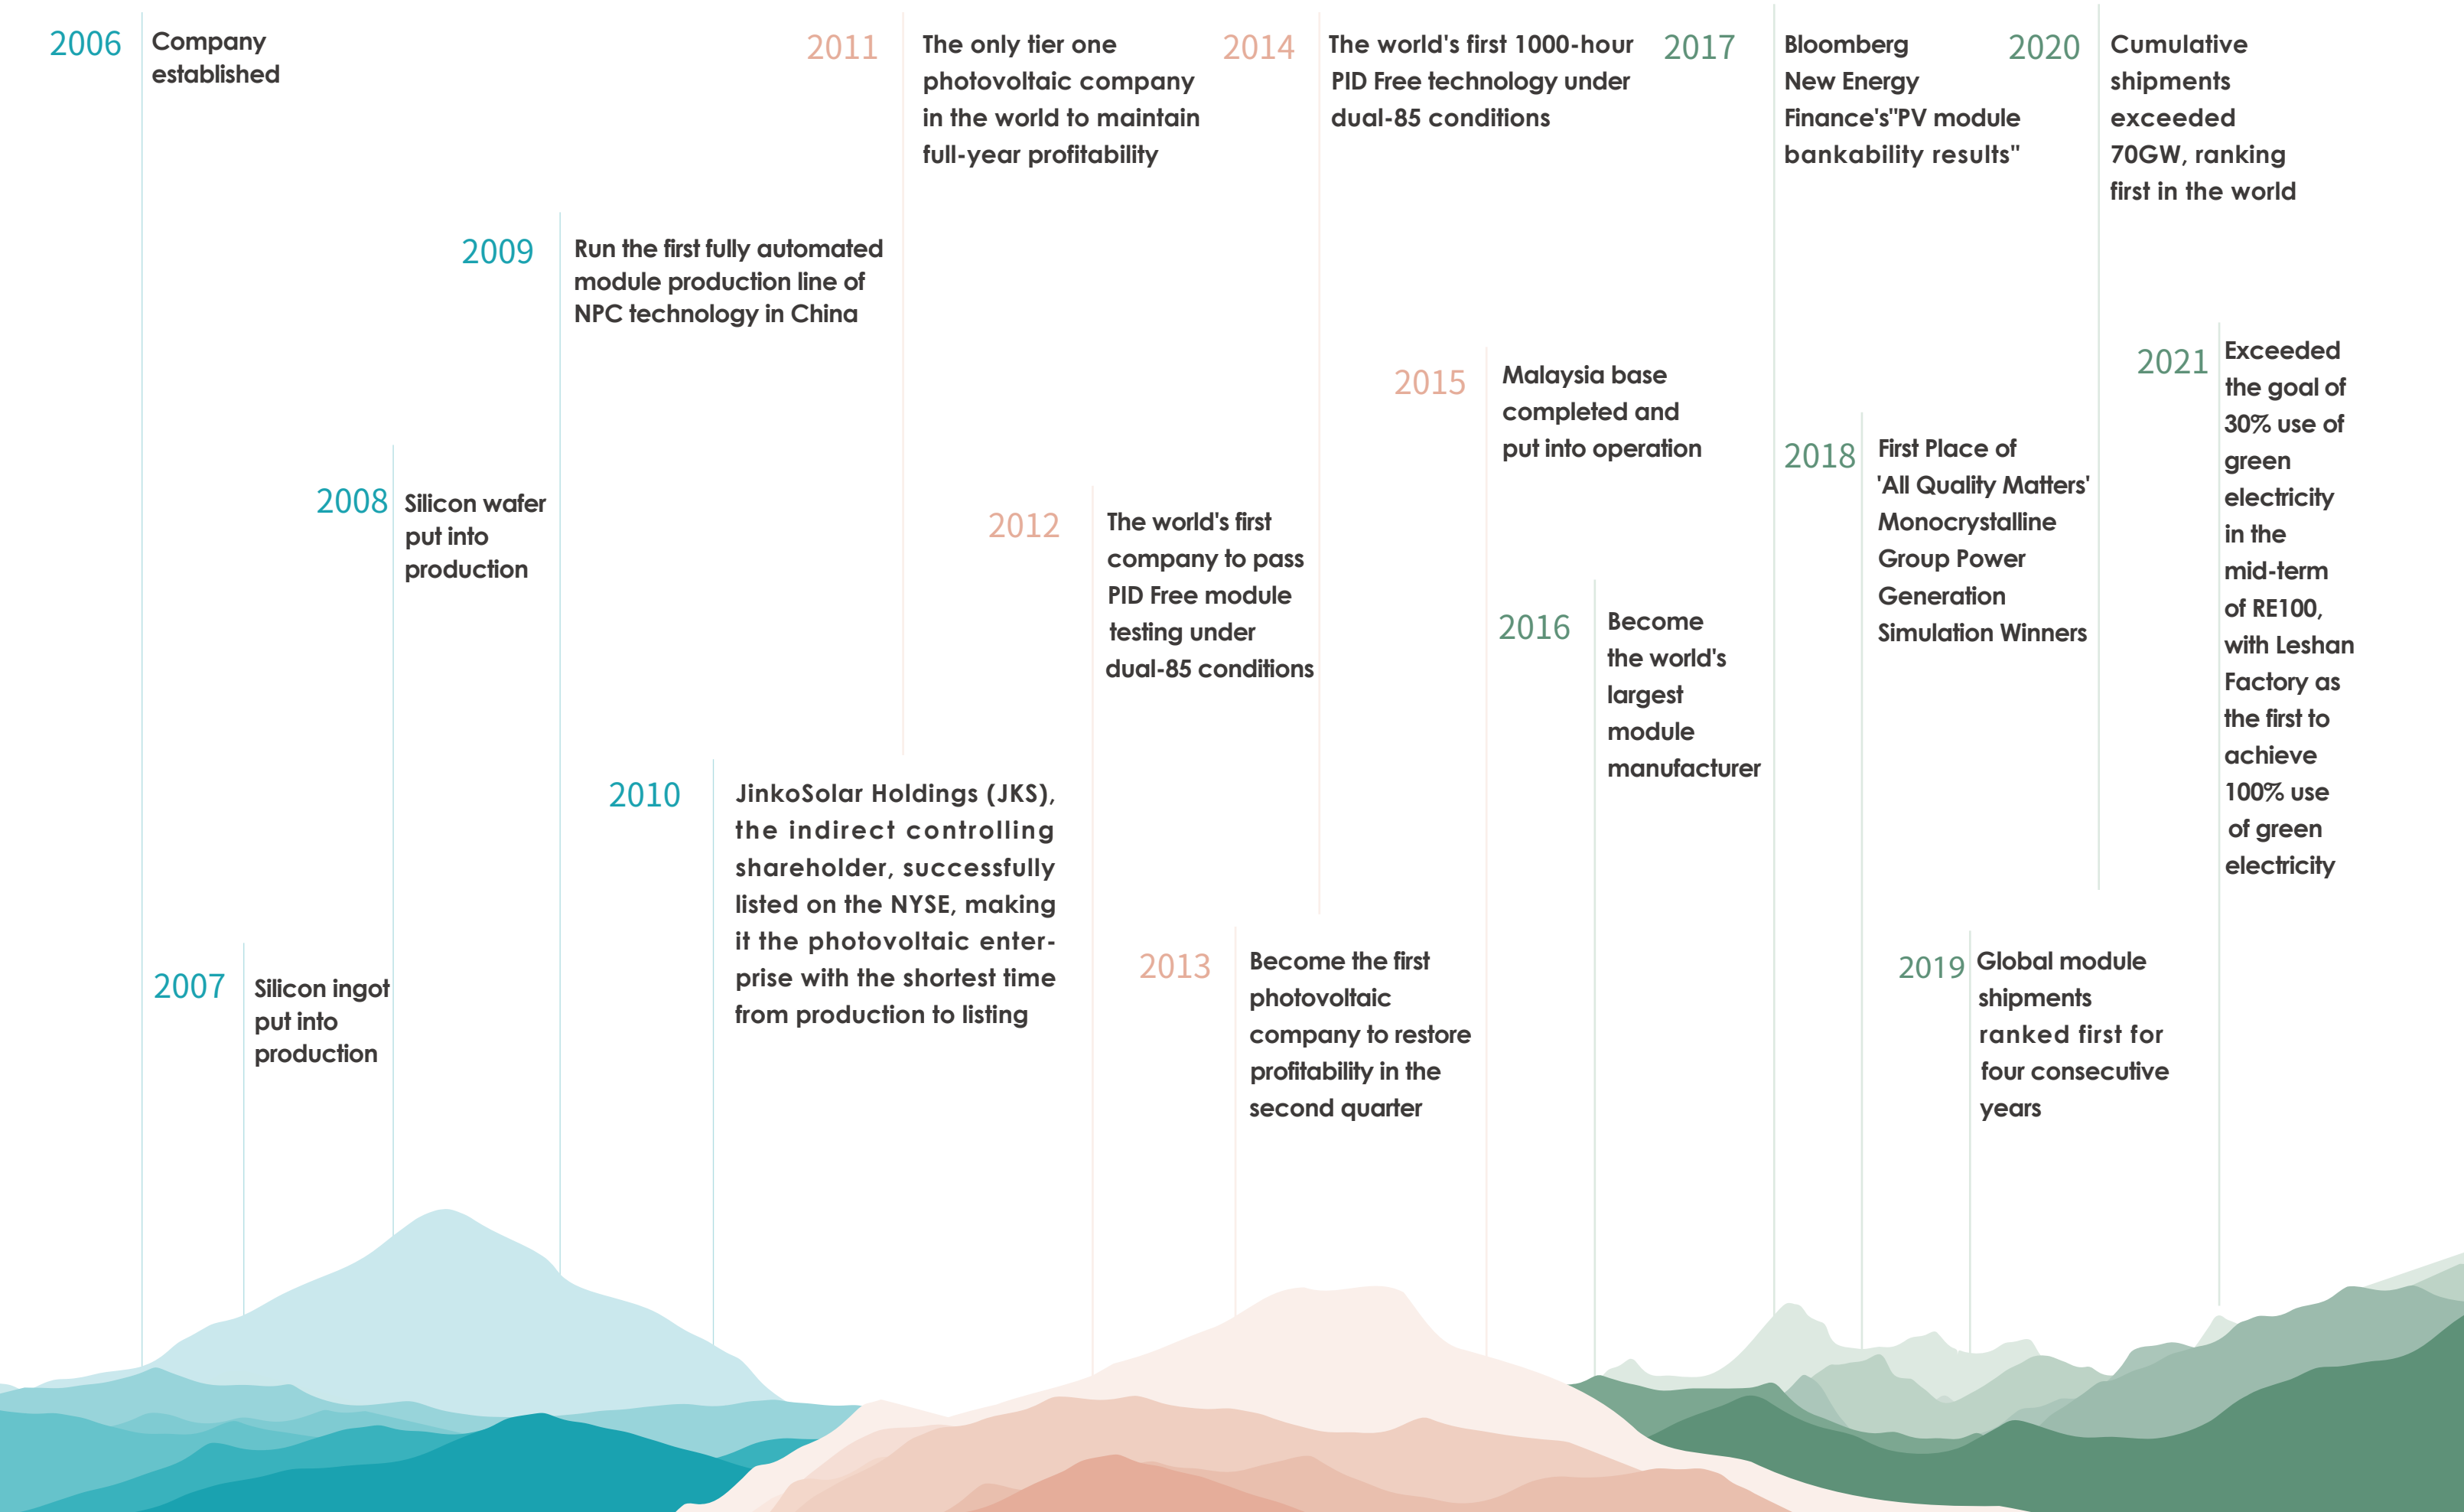 2006
Company
established
2007
Silicon ingot
put into
production
2008
Silicon wafer
put into
production
2009
Run the first fully automated
module production line of
NPC technology in China
2010
JinkoSolar Holdings (JKS),
the indirect controlling
shareholder, successfully
listed on the NYSE, making
it the photovoltaic enter-
prise with the shortest time
from production to listing
2011
The only tier one
photovoltaic company
in the world to maintain
full-year profitability
2012
The world's first
company to pass
PID Free module
testing under
dual-85 conditions
2013
Become the first
photovoltaic
company to restore
profitability in the
second quarter
2014
The world's first 1000-hour
PID Free technology under
dual-85 conditions
2015
Malaysia base
completed and
put into operation
2016
Become
the world's
largest
module
manufacturer
2017
Bloomberg
New Energy
Finance's"PV module
bankability results"
2018
First Place of
'All Quality Matters'
Monocrystalline
Group Power
Generation
Simulation Winners
2019
Global module
shipments
ranked first for
four consecutive
years
2020
Cumulative
shipments
exceeded
70GW, ranking
first in the world
2021
Exceeded
the goal of
30% use of
green
electricity
in the
mid-term
of RE100,
with Leshan
Factory as
the first to
achieve
100% use
of green
electricity